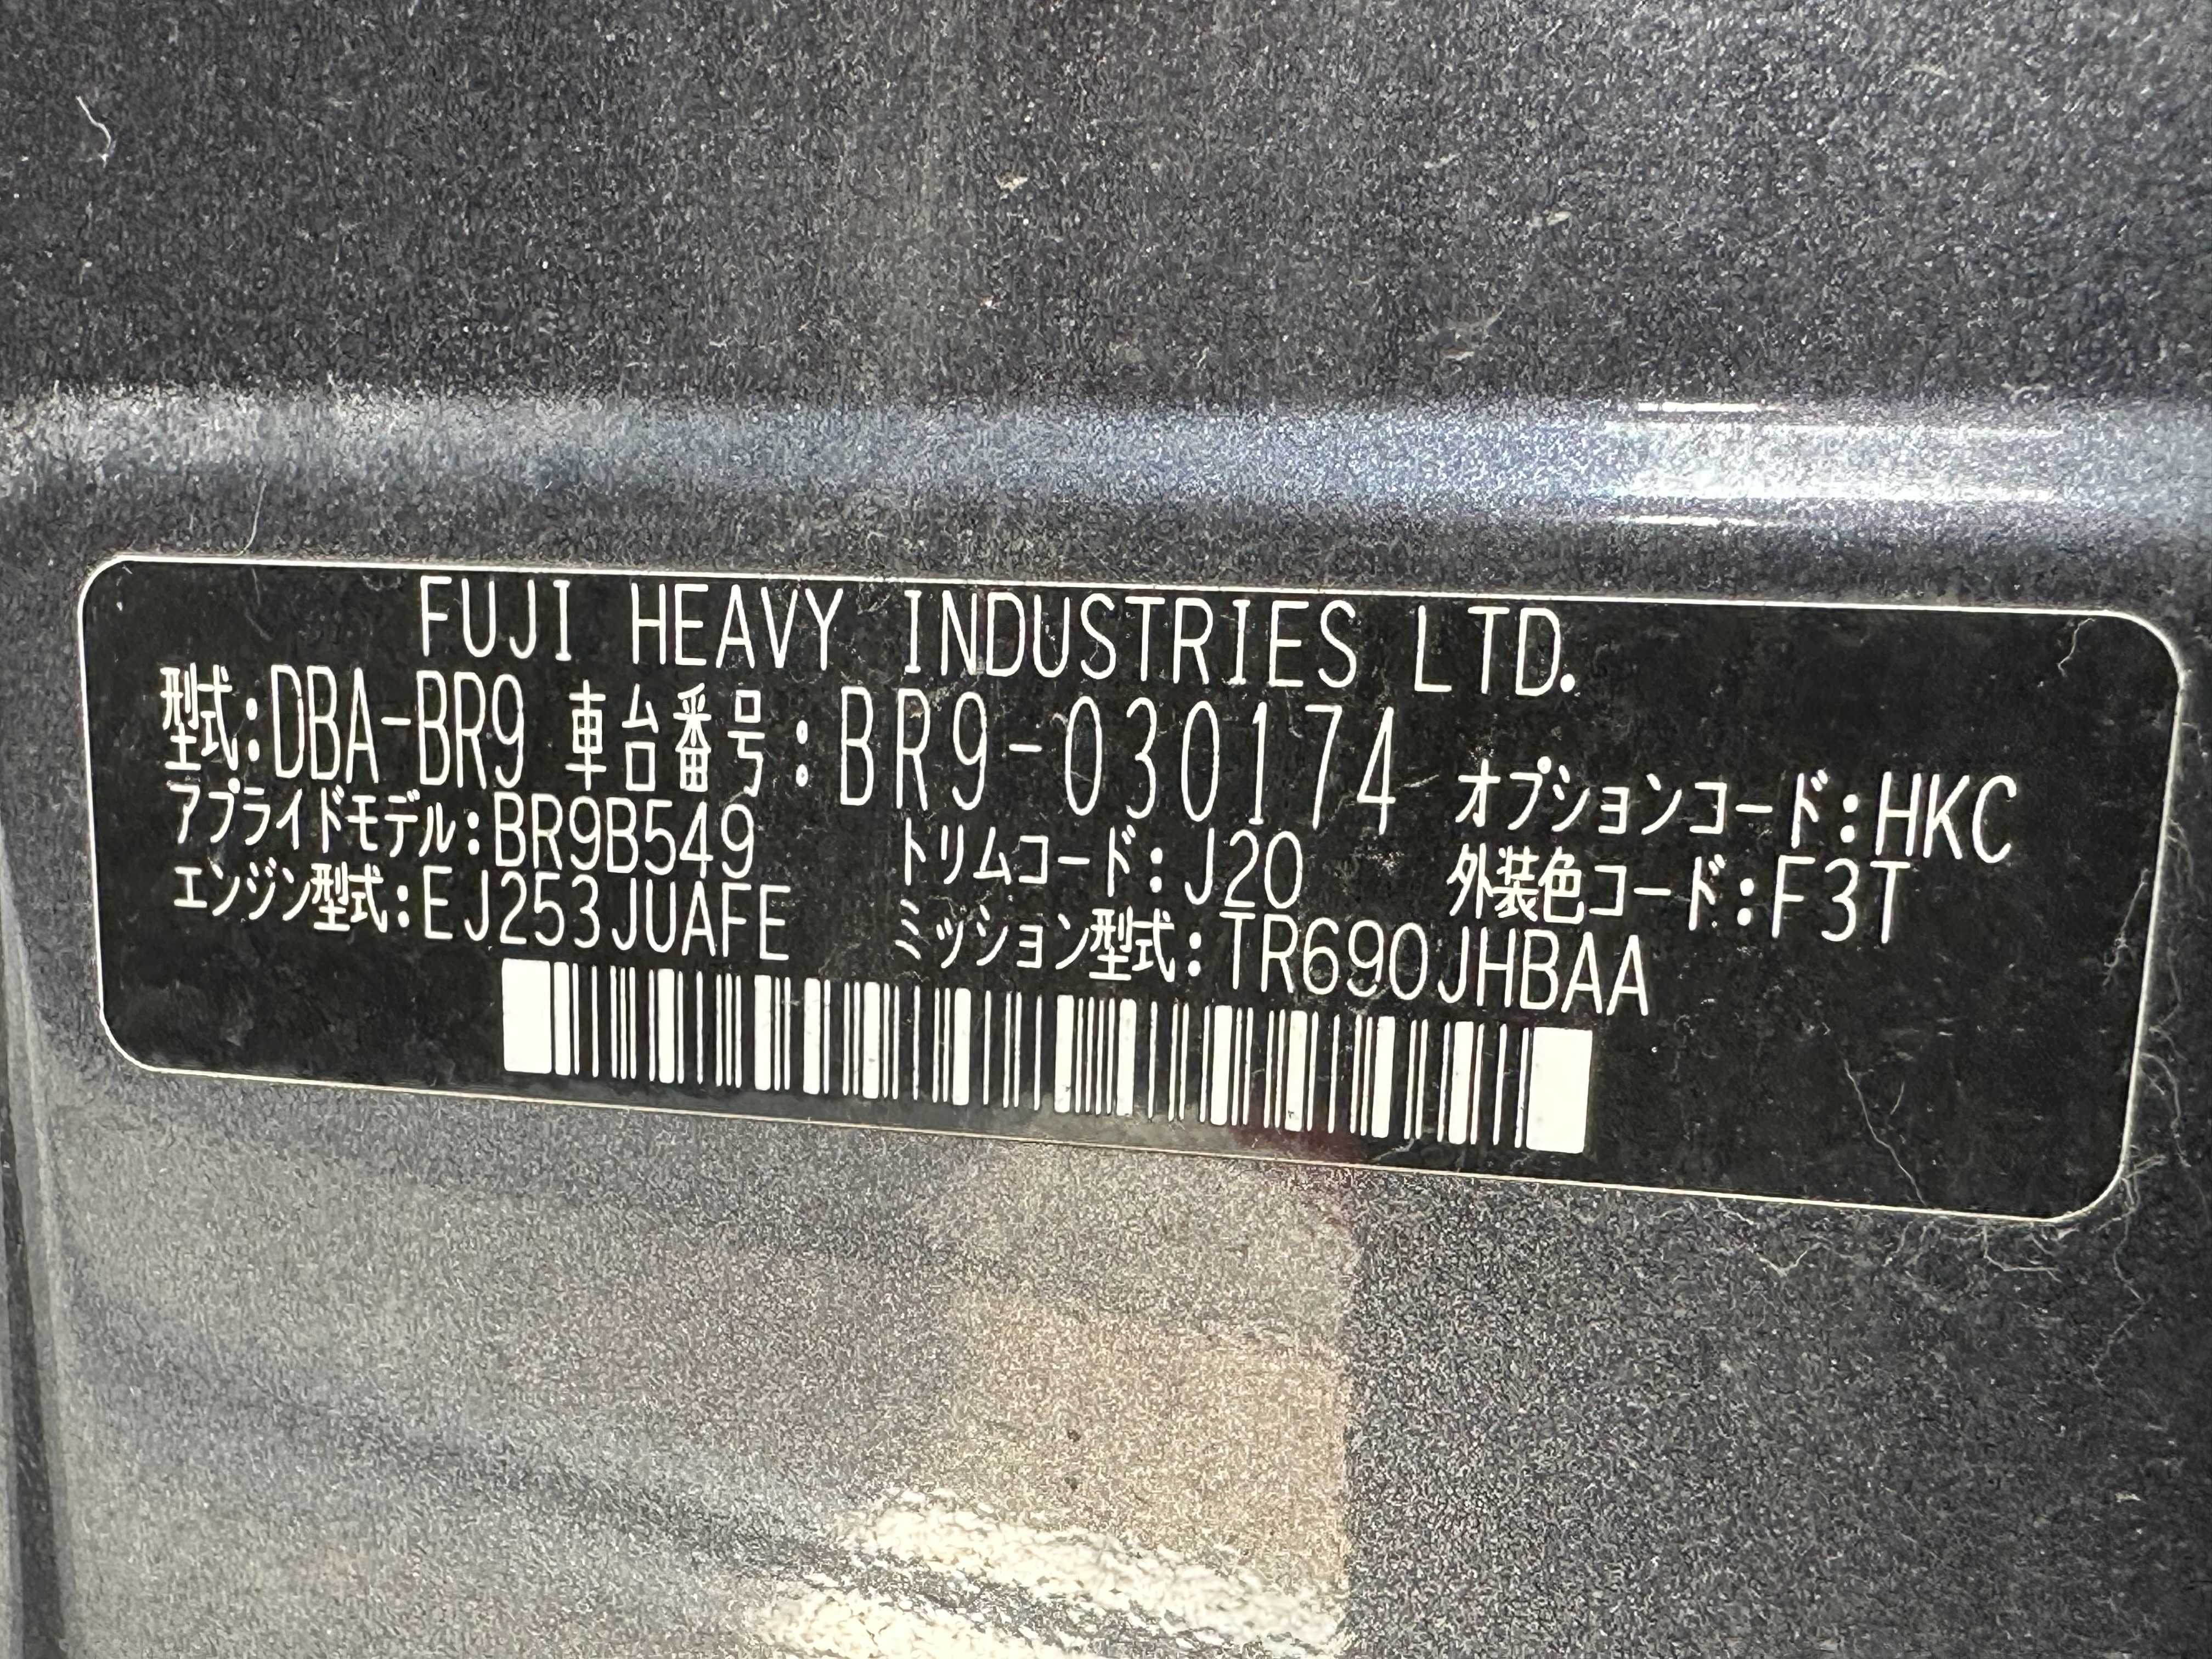 FUJI HEAVY INDUSTRIES LTD.
型式:DBA-BR9 車台番号:BR9-030174 オプションコード:HKC
アプライドモデル:BR9B549 トリムコード:J20 外装色コード:F3T
エンジン型式:EJ253JUAFE ミッション型式:TR690JHBAA